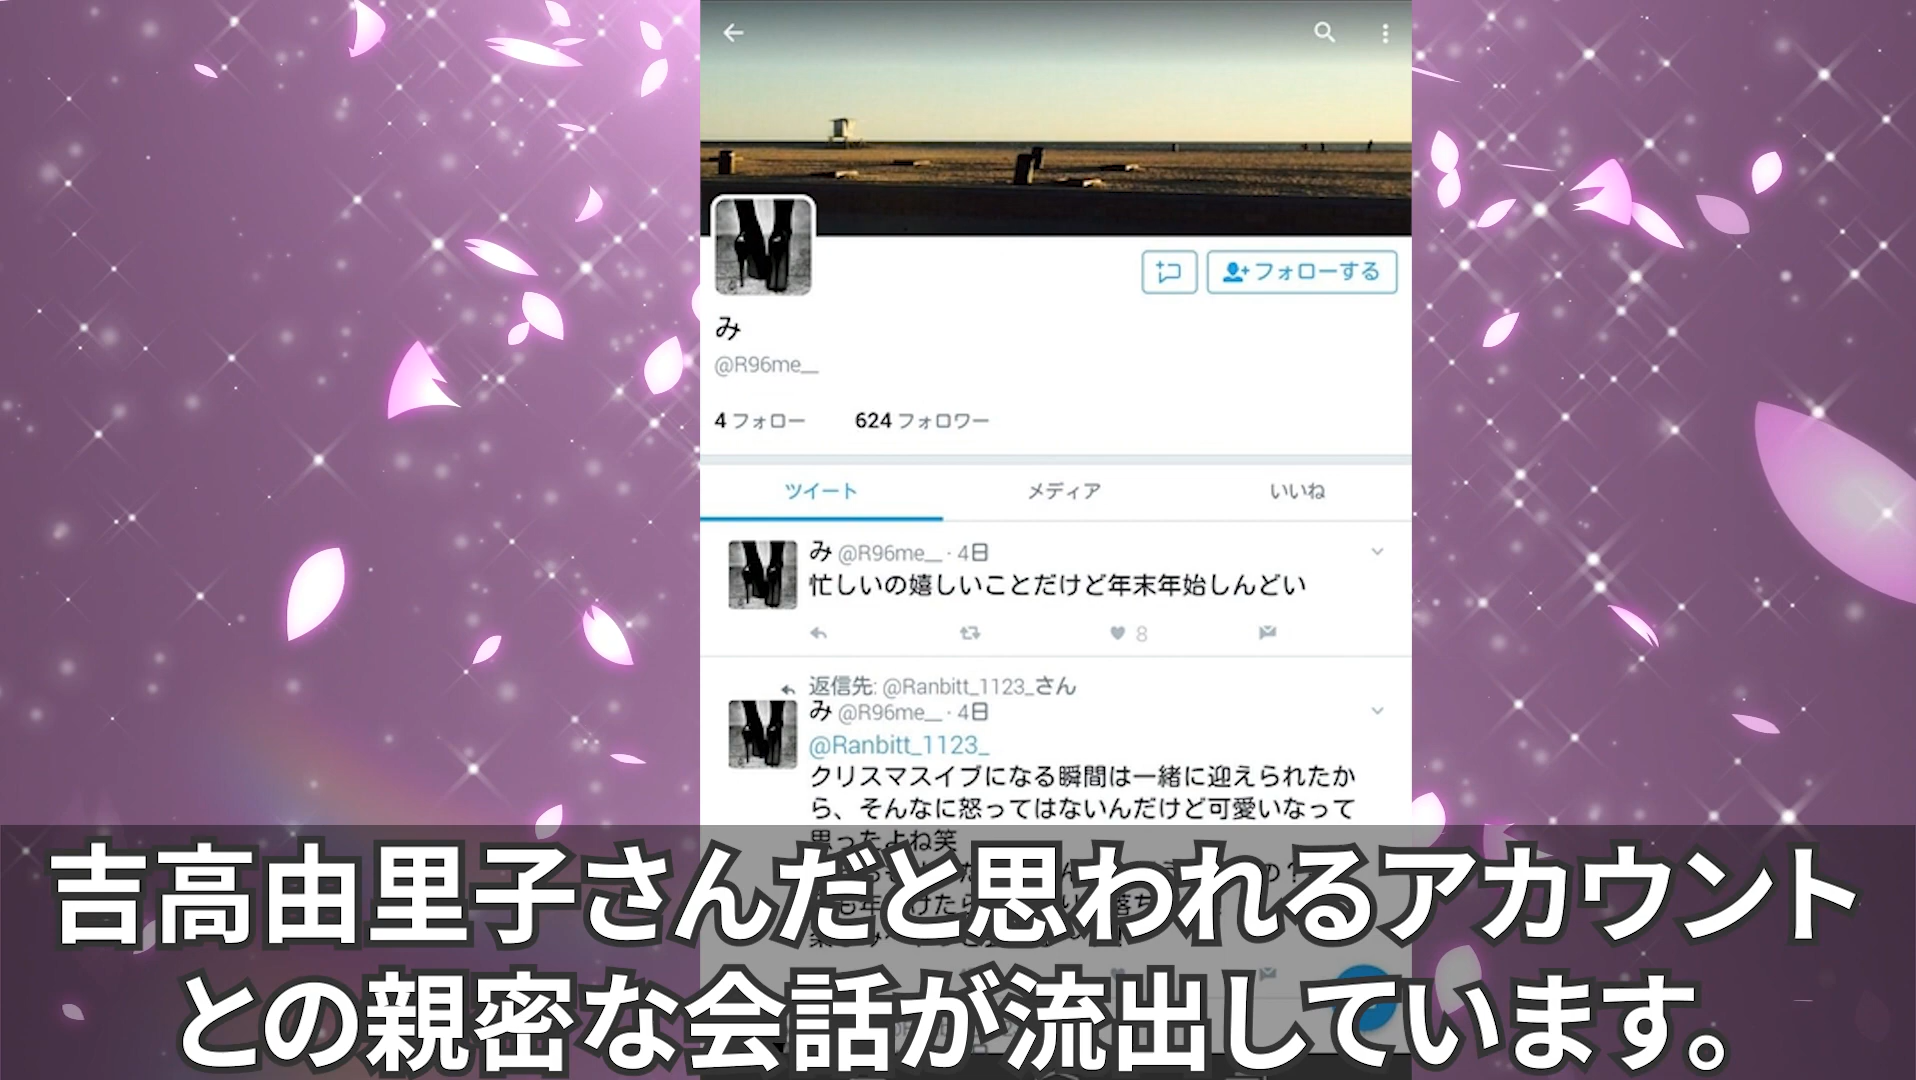 み
@R96me__
フォローする
4 フォロー 624 フォロワー
ツイート メディア いいね
み @R96me__ · 4日
忙しいの嬉しいことだけど年末年始しんどい
8
返信先: @Ranbitt_1123_さん
み @R96me__ · 4日
@Ranbitt_1123_
クリスマスイブになる瞬間は一緒に迎えられたか
ら、そんなに怒ってはないんだけど可愛いなって
思ったよね笑
吉高由里子さんだと思われるアカウント
との親密な会話が流出しています。